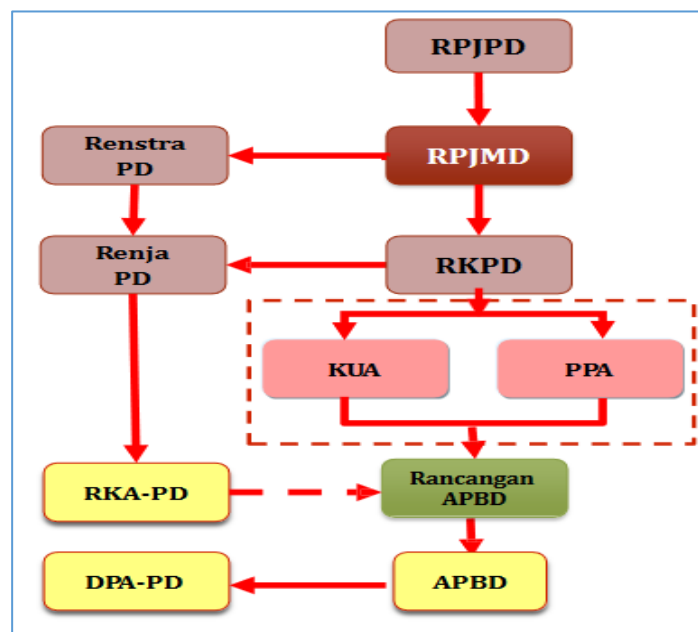 RPJPD
Renstra
PD
RPJMD
Renja
PD
RKPD
KUA
PPA
RKA-PD
Rancangan
APBD
DPA-PD
APBD